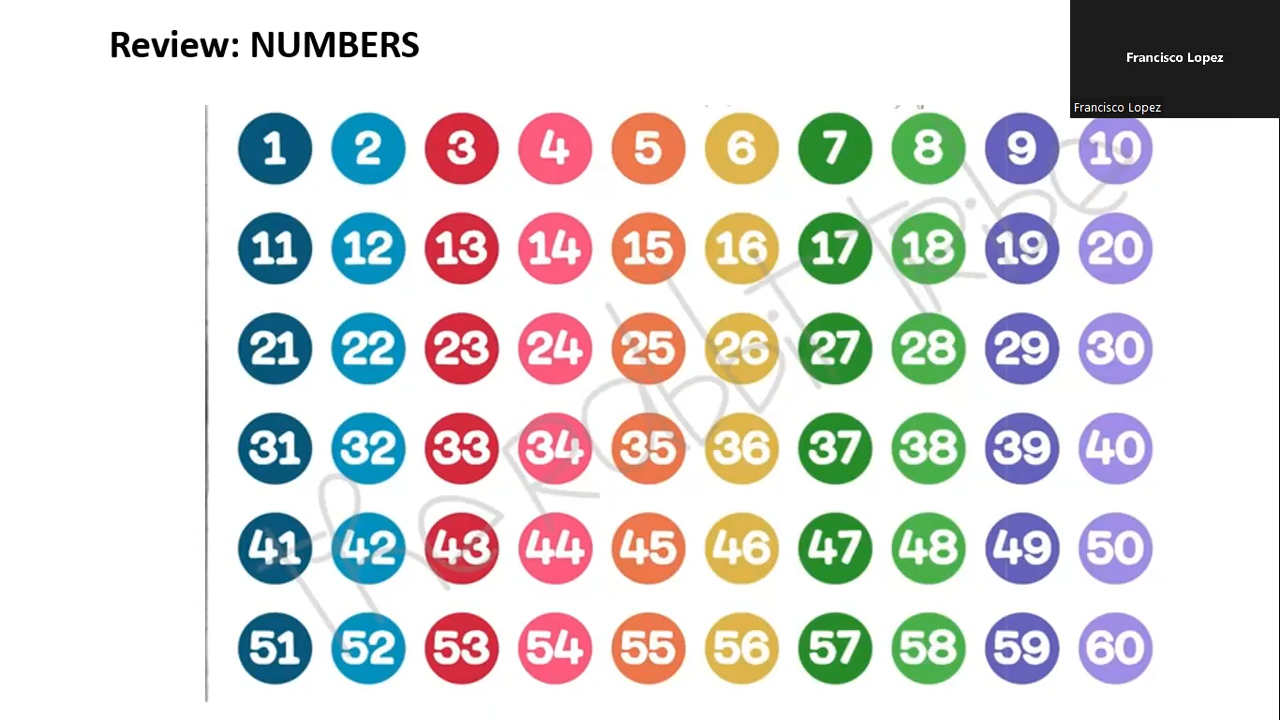 Review: NUMBERS
Francisco Lopez
Francisco Lopez
1 2 3 4 5 6 7 8 9 10
11 12 13 14 15 16 17 18 19 20
21 22 23 24 25 26 27 28 29 30
31 32 33 34 35 36 37 38 39 40
41 42 43 44 45 46 47 48 49 50
51 52 53 54 55 56 57 58 59 60
the Rabbit Tribe